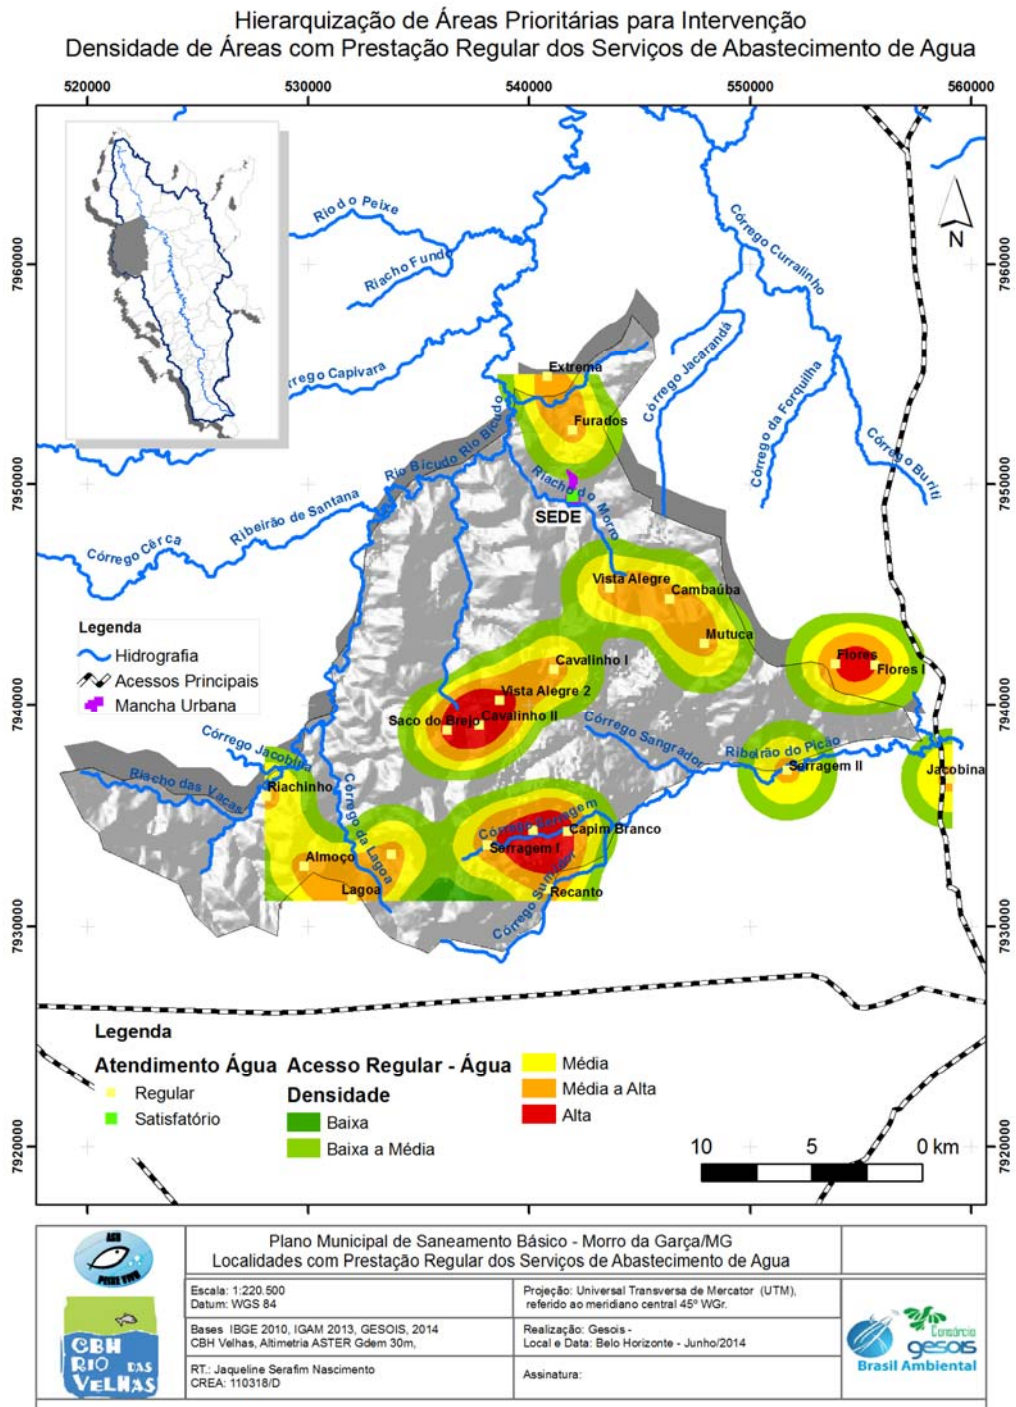 Hierarquização de Áreas Prioritárias para Intervenção
Densidade de Áreas com Prestação Regular dos Serviços de Abastecimento de Agua
520000 530000 540000 550000 560000
7960000 7960000
7950000 7950000
7940000 7940000
7930000 7930000
7920000 7920000
N
Rio do Peixe
Riacho Fundo
Córrego Curralinho
rrego Capivara
Córrego Jacarandá
Córrego da Forquilha
Córrego Buriti
Extrema
Furados
Rio Bicudo Rio Bicudo
Riacho do Morro
SEDE
Ribeirão de Santana
Córrego Cêrca
Vista Alegre
Cambaúba
Mutuca
Legenda
Hidrografia
Acessos Principais
Mancha Urbana
Flores
Flores I
Cavalinho I
Vista Alegre 2
Saco do Brejo
Cavalinho II
Córrego Sangrador
Ribeirão do Picão
Serragem II
Jacobina
Córrego Jacobina
Riacho das Vacas
Riachinho
Córrego da Lagoa
Córrego Serragem
Capim Branco
Serragem I
Almoço
Lagoa
Recanto
Córrego Sumidor
Legenda
Atendimento Água
Regular
Satisfatório
Acesso Regular - Água
Densidade
Baixa
Baixa a Média
Média
Média a Alta
Alta
10 5 0 km
AGB
PEIXE VIVO
CBH
RIO DAS
VELHAS
Plano Municipal de Saneamento Básico - Morro da Garça/MG
Localidades com Prestação Regular dos Serviços de Abastecimento de Agua
Escala: 1:220.500
Datum: WGS 84
Projeção: Universal Transversa de Mercator (UTM),
referido ao meridiano central 45º WGr.
Bases IBGE 2010, IGAM 2013, GESOIS, 2014
CBH Velhas, Altimetria ASTER Gdem 30m,
Realização: Gesois -
Local e Data: Belo Horizonte - Junho/2014
RT.: Jaqueline Serafim Nascimento
CREA: 110318/D
Assinatura:
Consórcio
gesois
Brasil Ambiental